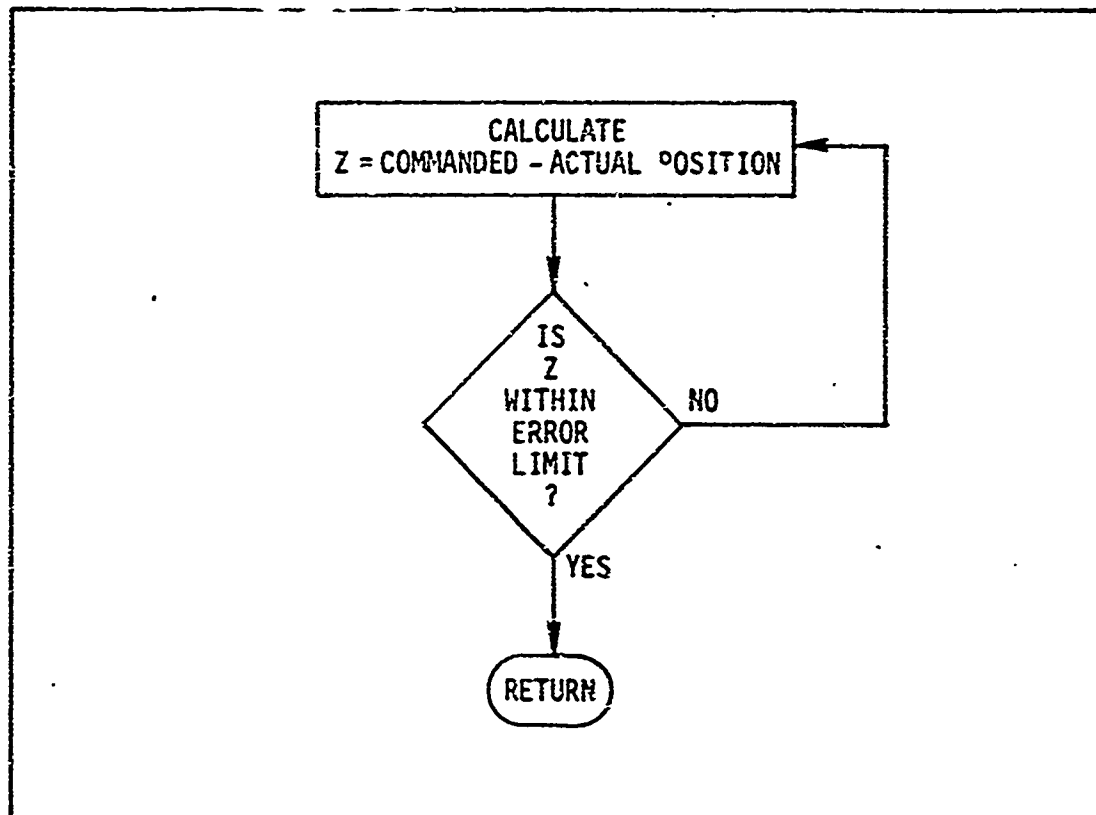 CALCULATE
Z = COMMANDED - ACTUAL POSITION
IS
Z
WITHIN
ERROR
LIMIT
?
NO
YES
RETURN